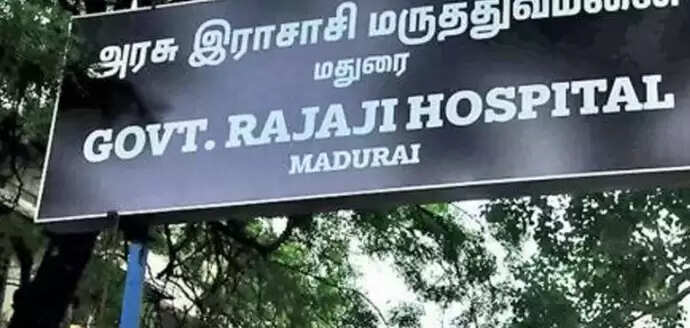 அரசு இராசாசி மருத்துவமனை
மதுரை
GOVT. RAJAJI HOSPITAL
MADURAI